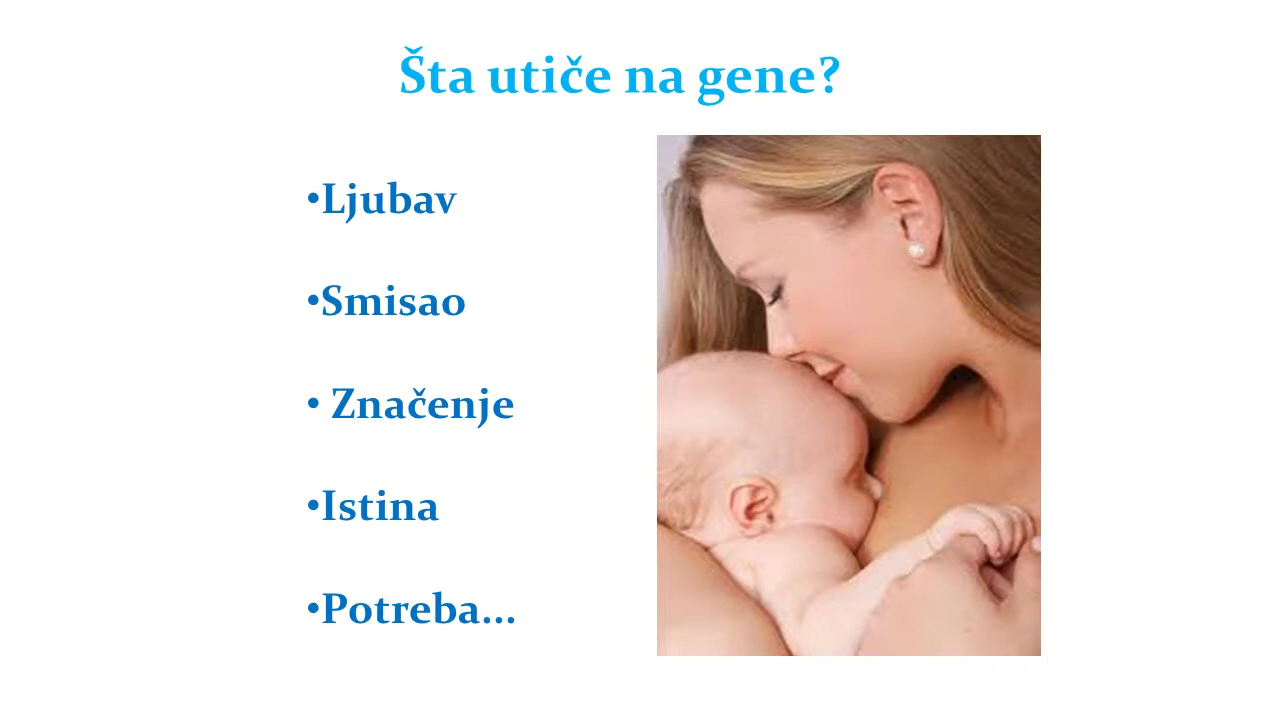 Šta utiče na gene?
•Ljubav
•Smisao
• Značenje
•Istina
•Potreba...